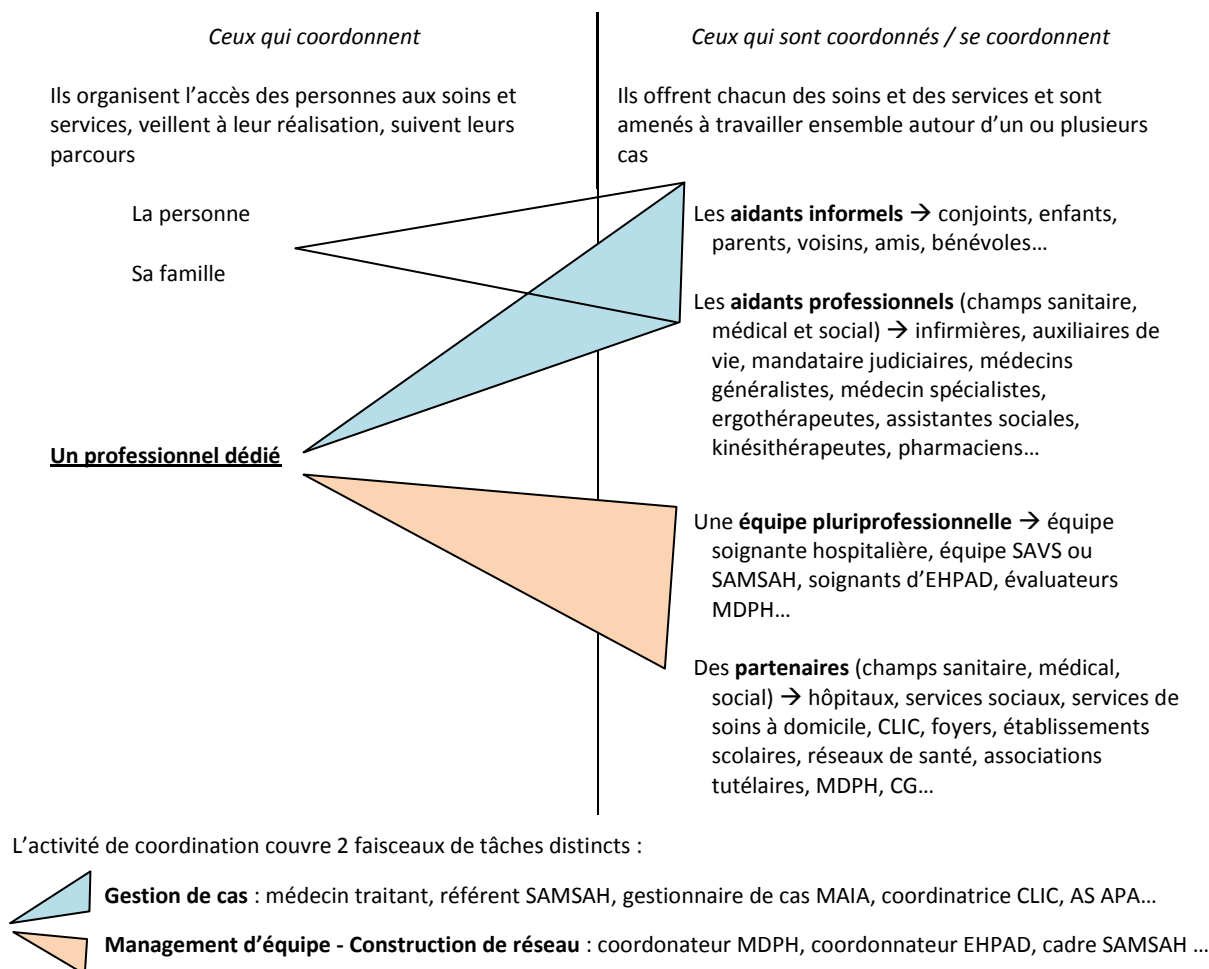 Ceux qui coordonnent
Ceux qui sont coordonnés / se coordonnent
Ils organisent l’accès des personnes aux soins et
services, veillent à leur réalisation, suivent leurs
parcours
Ils offrent chacun des soins et des services et sont
amenés à travailler ensemble autour d’un ou plusieurs
cas
La personne
Sa famille
Un professionnel dédié
Les aidants informels → conjoints, enfants,
parents, voisins, amis, bénévoles…
Les aidants professionnels (champs sanitaire,
médical et social) → infirmières, auxiliaires de
vie, mandataire judiciaires, médecins
généralistes, médecin spécialistes,
ergothérapeutes, assistantes sociales,
kinésithérapeutes, pharmaciens…
Une équipe pluriprofessionnelle → équipe
soignante hospitalière, équipe SAVS ou
SAMSAH, soignants d’EHPAD, évaluateurs
MDPH…
Des partenaires (champs sanitaire, médical,
social) → hôpitaux, services sociaux, services de
soins à domicile, CLIC, foyers, établissements
scolaires, réseaux de santé, associations
tutélaires, MDPH, CG…
L’activité de coordination couvre 2 faisceaux de tâches distincts :
Gestion de cas : médecin traitant, référent SAMSAH, gestionnaire de cas MAIA, coordinatrice CLIC, AS APA…
Management d’équipe - Construction de réseau : coordonateur MDPH, coordonnateur EHPAD, cadre SAMSAH …